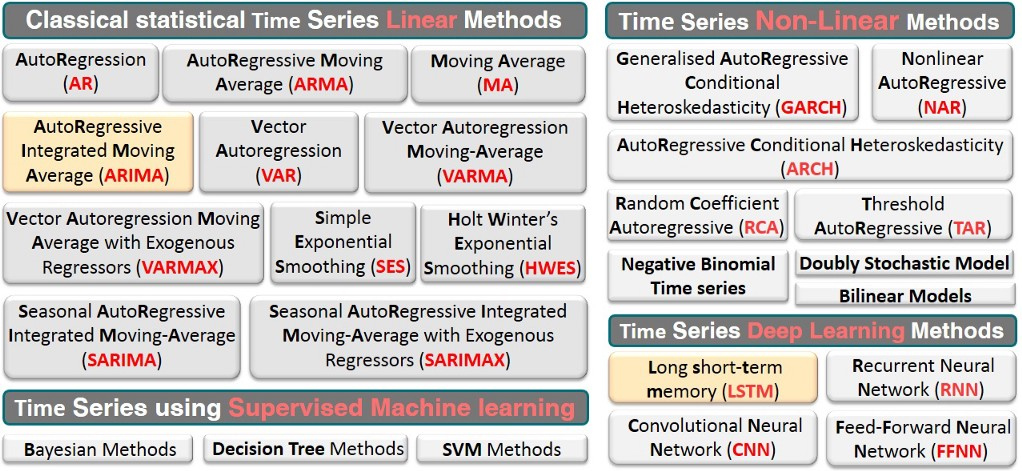 Classical statistical Time Series Linear Methods
AutoRegression
(AR)
AutoRegressive Moving
Average (ARMA)
Moving Average
(MA)
AutoRegressive
Integrated Moving
Average (ARIMA)
Vector
Autoregression
(VAR)
Vector Autoregression
Moving-Average
(VARMA)
Vector Autoregression Moving
Average with Exogenous
Regressors (VARMAX)
Simple
Exponential
Smoothing (SES)
Holt Winter's
Exponential
Smoothing (HWES)
Seasonal AutoRegressive
Integrated Moving-Average
(SARIMA)
Seasonal AutoRegressive Integrated
Moving-Average with Exogenous
Regressors (SARIMAX)
Time Series using Supervised Machine learning
Bayesian Methods
Decision Tree Methods
SVM Methods
Time Series Non-Linear Methods
Generalised AutoRegressive
Conditional
Heteroskedasticity (GARCH)
Nonlinear
AutoRegressive
(NAR)
AutoRegressive Conditional Heteroskedasticity
(ARCH)
Random Coefficient
Autoregressive (RCA)
Threshold
AutoRegressive (TAR)
Negative Binomial
Time series
Doubly Stochastic Model
Bilinear Models
Time Series Deep Learning Methods
Long short-term
memory (LSTM)
Recurrent Neural
Network (RNN)
Convolutional Neural
Network (CNN)
Feed-Forward Neural
Network (FFNN)